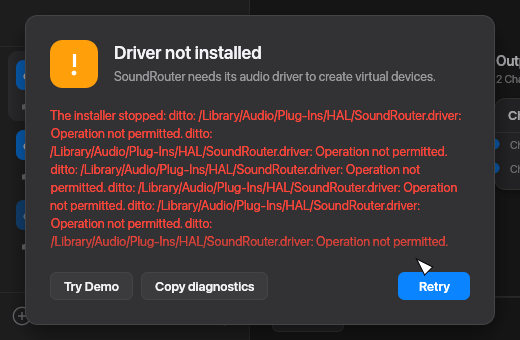 Driver not installed
SoundRouter needs its audio driver to create virtual devices.
The installer stopped: ditto: /Library/Audio/Plug-Ins/HAL/SoundRouter.driver:
Operation not permitted. ditto:
/Library/Audio/Plug-Ins/HAL/SoundRouter.driver: Operation not permitted.
ditto: /Library/Audio/Plug-Ins/HAL/SoundRouter.driver: Operation not
permitted. ditto: /Library/Audio/Plug-Ins/HAL/SoundRouter.driver: Operation
not permitted. ditto: /Library/Audio/Plug-Ins/HAL/SoundRouter.driver:
Operation not permitted. ditto:
/Library/Audio/Plug-Ins/HAL/SoundRouter.driver: Operation not permitted.
Try Demo
Copy diagnostics
Retry